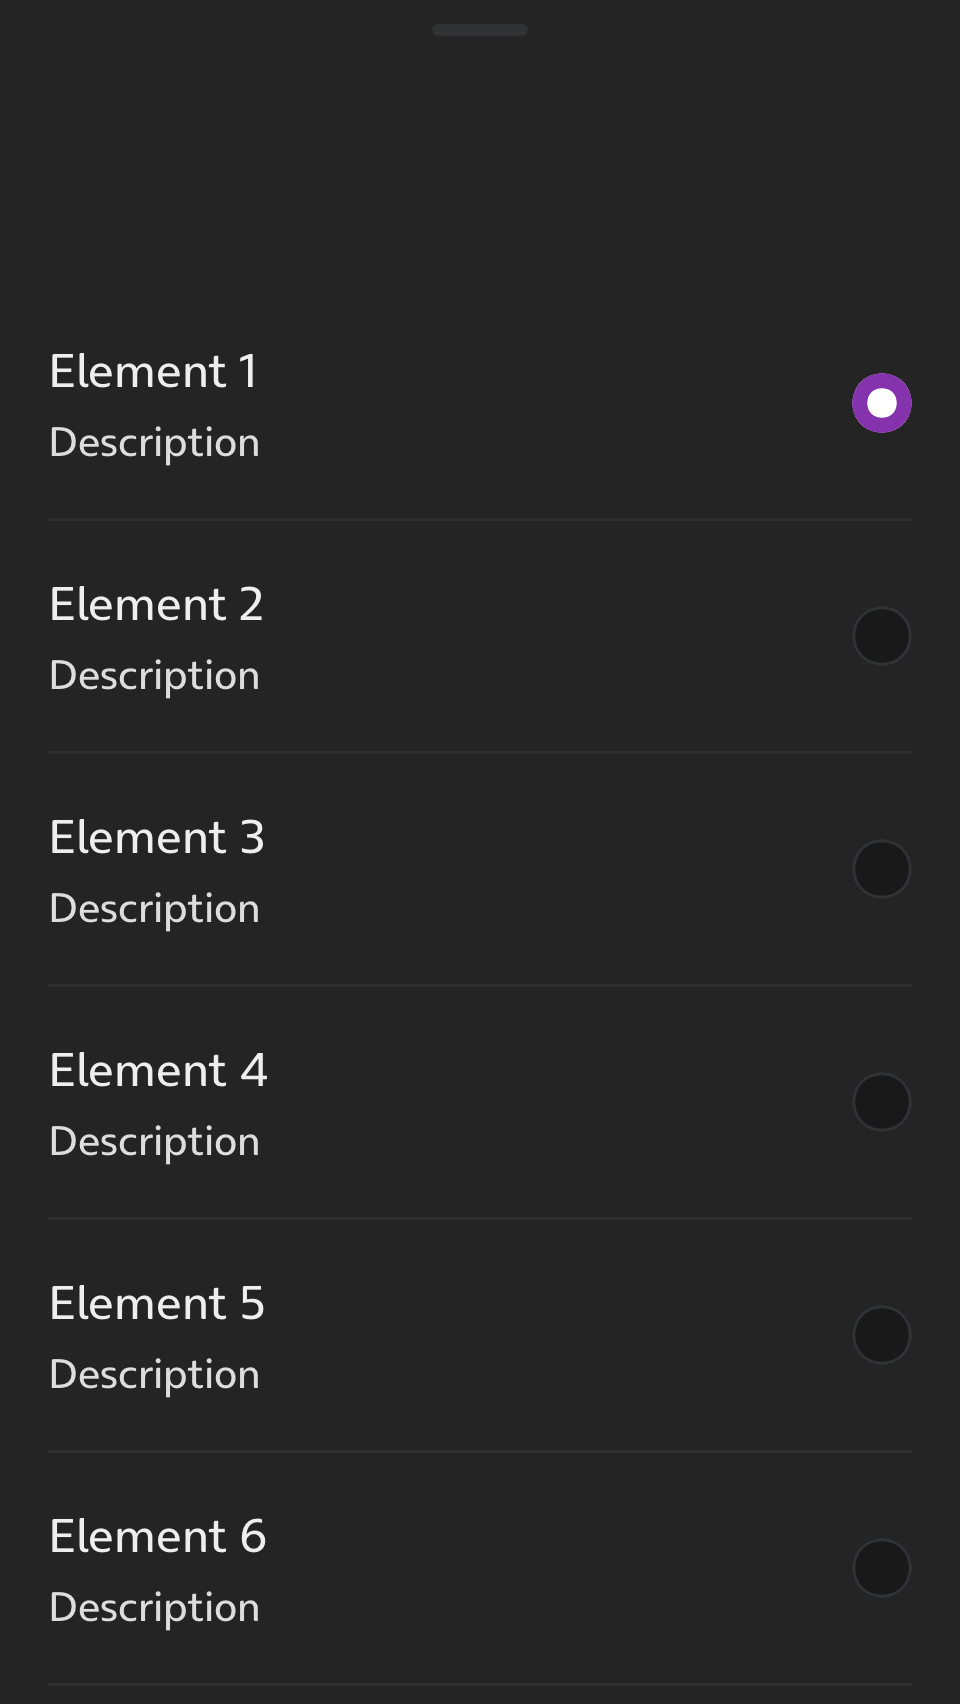 Element 1
Description
Element 2
Description
Element 3
Description
Element 4
Description
Element 5
Description
Element 6
Description